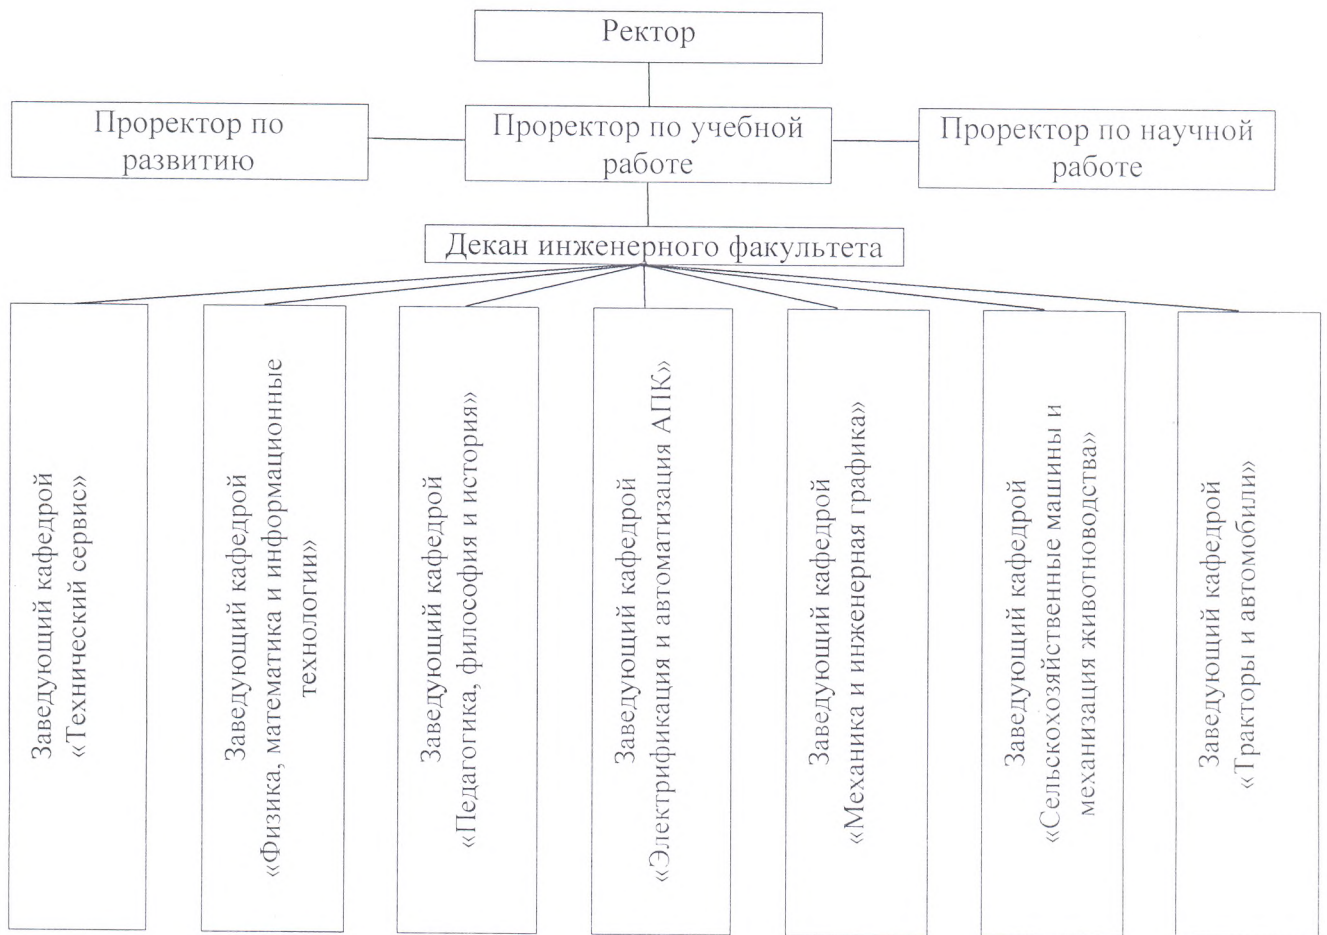 Ректор
Проректор по
развитию
Проректор по учебной
работе
Проректор по научной
работе
Декан инженерного факультета
Заведующий кафедрой
«Технический сервис»
Заведующий кафедрой
«Физика, математика и информационные
технологии»
Заведующий кафедрой
«Педагогика, философия и история»
Заведующий кафедрой
«Электрификация и автоматизация АПК»
Заведующий кафедрой
«Механика и инженерная графика»
Заведующий кафедрой
«Сельскохозяйственные машины и
механизация животноводства»
Заведующий кафедрой
«Тракторы и автомобили»